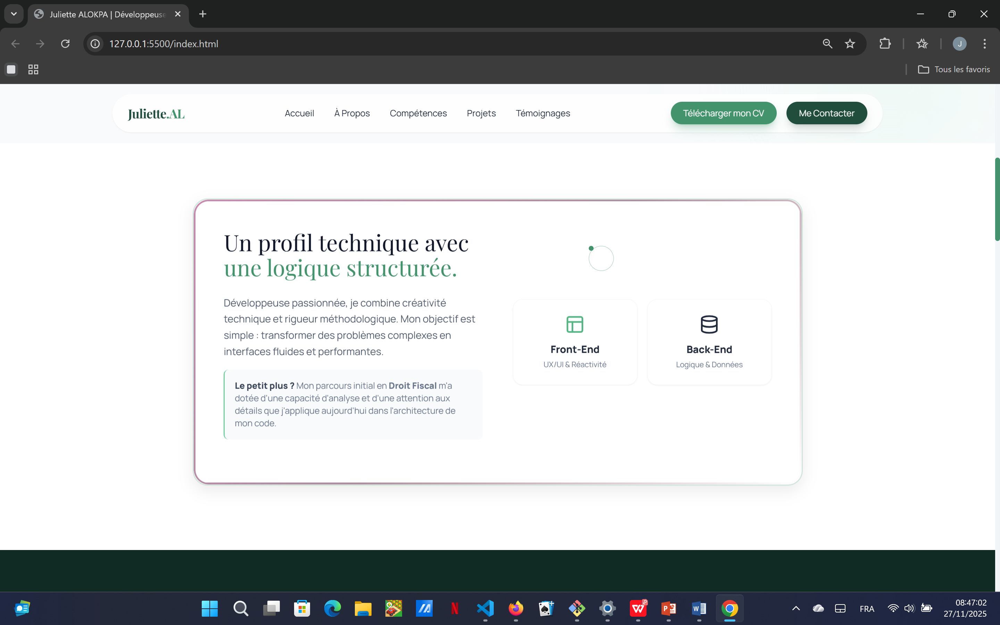 Juliette ALOKPA | Développeuse
127.0.0.1:5500/index.html
J
Tous les favoris
Juliette.AL
Accueil
À Propos
Compétences
Projets
Témoignages
Télécharger mon CV
Me Contacter
Un profil technique avec
une logique structurée.
Développeuse passionnée, je combine créativité
technique et rigueur méthodologique. Mon objectif est
simple : transformer des problèmes complexes en
interfaces fluides et performantes.
Le petit plus ? Mon parcours initial en Droit Fiscal m'a
dotée d'une capacité d'analyse et d'une attention aux
détails que j'applique aujourd'hui dans l'architecture de
mon code.
Front-End
UX/UI & Réactivité
Back-End
Logique & Données
FRA
08:47:02
27/11/2025